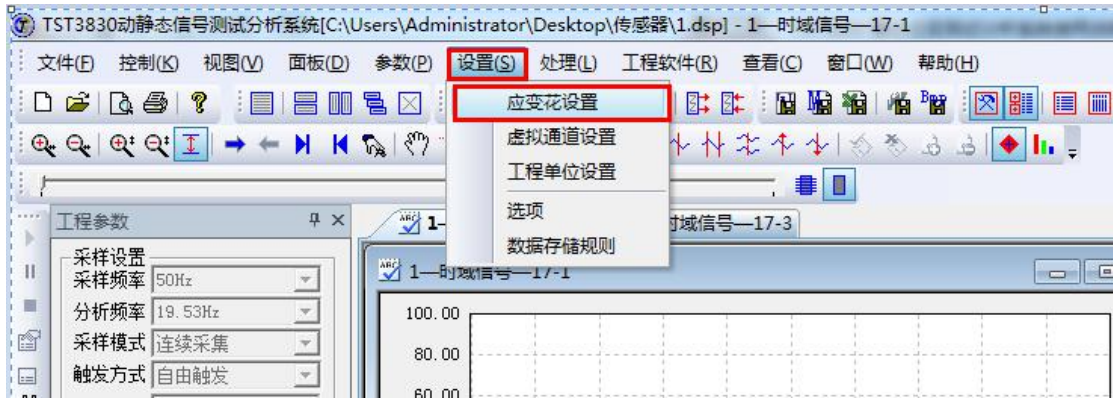 TST3830动静态信号测试分析系统[C:\Users\Administrator\Desktop\传感器\1.dsp] - 1—时域信号—17-1
文件(F) 控制(K) 视图(V) 面板(D) 参数(P) 设置(S) 处理(L) 工程软件(R) 查看(C) 窗口(W) 帮助(H)
应变花设置
虚拟通道设置
工程单位设置
选项
数据存储规则
工程参数
1-
时域信号—17-3
采样设置
采样频率 50Hz
分析频率 19.53Hz
采样模式 连续采集
触发方式 自由触发
1—时域信号—17-1
100.00
80.00
60.00